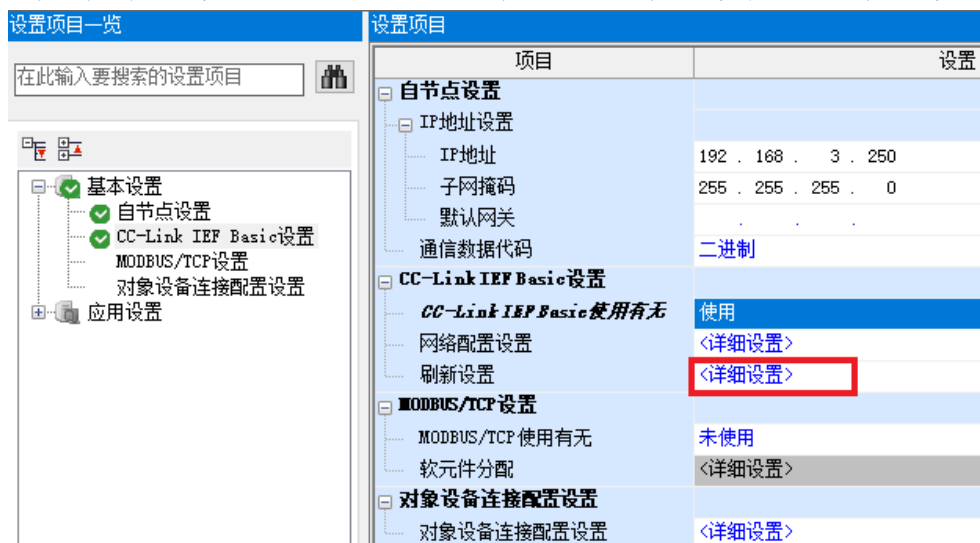 设置项目一览
在此输入要搜索的设置项目
基本设置
自节点设置
CC-Link IEF Basic设置
MODBUS/TCP设置
对象设备连接配置设置
应用设置
设置项目
项目 设置
自节点设置
IP地址设置
IP地址 192 . 168 . 3 . 250
子网掩码 255 . 255 . 255 . 0
默认网关 . . .
通信数据代码 二进制
CC-Link IEF Basic设置
CC-Link IEF Basic使用有无 使用
网络配置设置 <详细设置>
刷新设置 <详细设置>
MODBUS/TCP设置
MODBUS/TCP使用有无 未使用
软元件分配 <详细设置>
对象设备连接配置设置
对象设备连接配置设置 <详细设置>